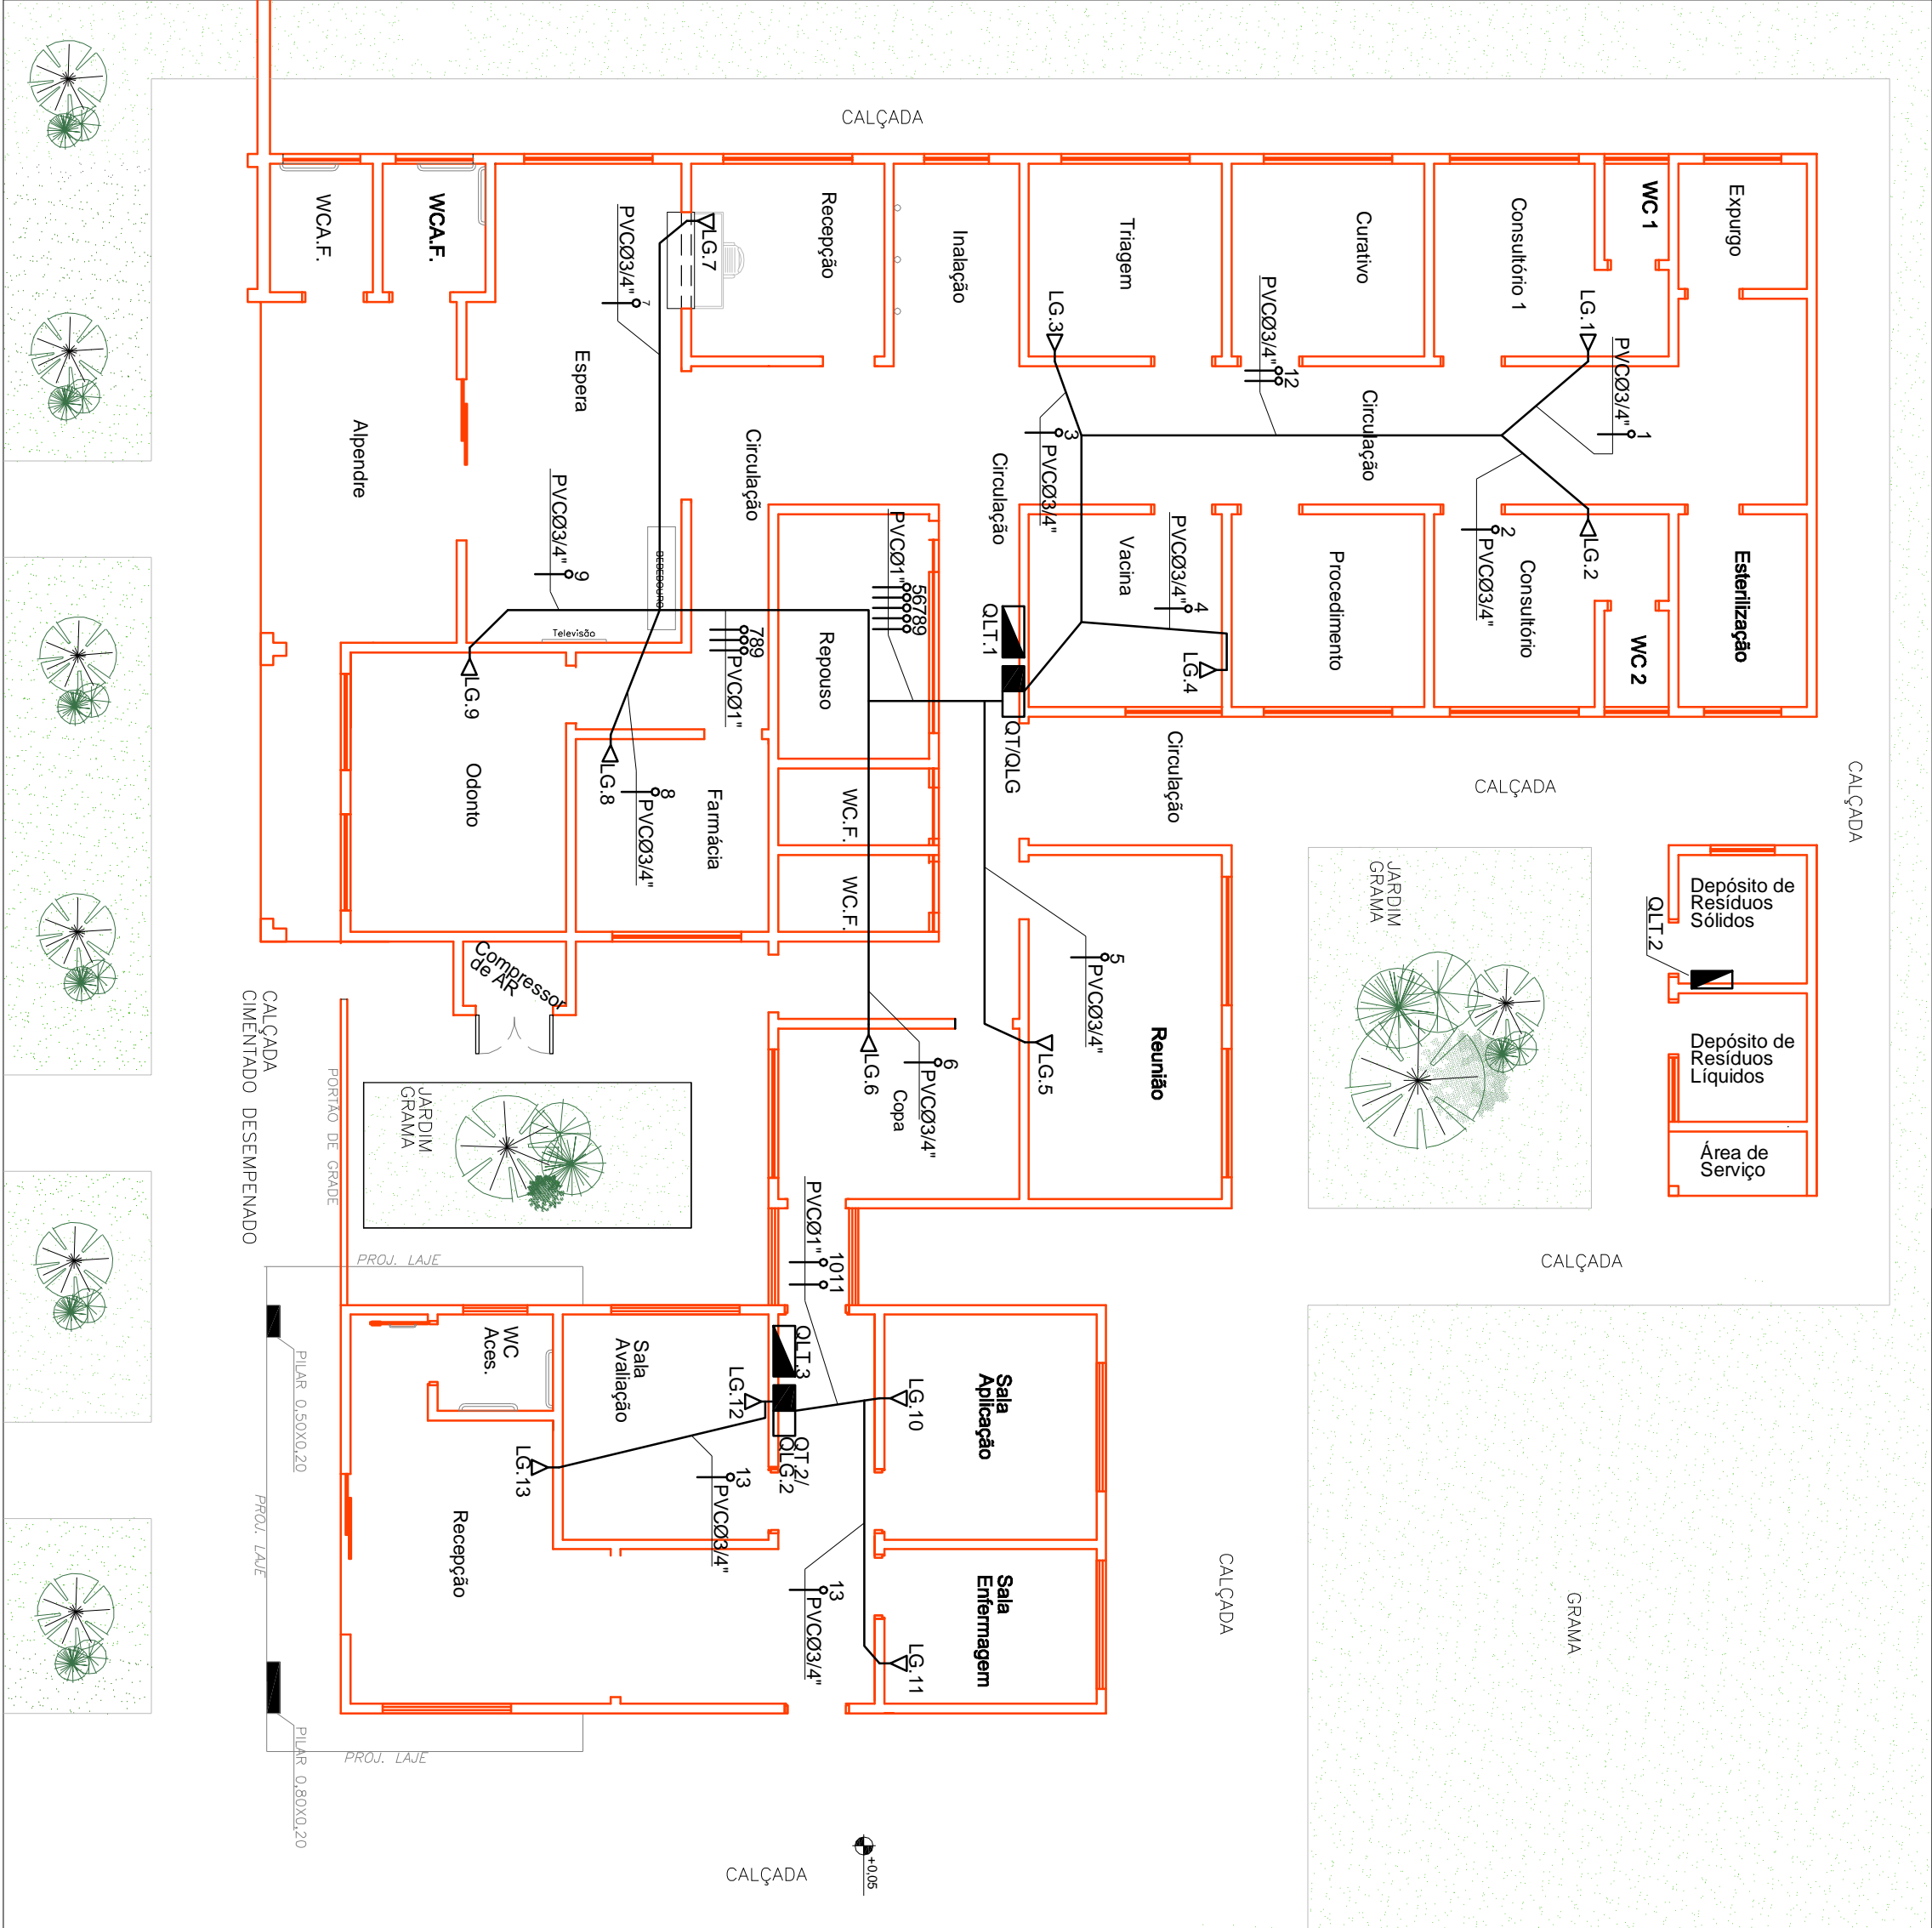 CALÇADA
WCA.F.
WCA.F.
PVCØ3/4"
7
LG.7
Recepção
Inalação
Triagem
Curativo
Consultório 1
WC 1
Expurgo
LG.3
PVCØ3/4"
12
LG.1
PVCØ3/4"
1
Espera
Alpendre
Circulação
Circulação
Circulação
3
PVCØ3/4"
PVCØ3/4"
9
PVCØ1"
56789
Vacina
PVCØ3/4"
4
Procedimento
2
PVCØ3/4"
Consultório
LG.2
WC 2
Esterilização
BEBEDOURO
Televisão
789
PVCØ1"
Repouso
QLT.1
QT/QLG
LG.4
LG.9
LG.8
Odonto
8
PVCØ3/4"
Farmácia
WC.F.
WC.F.
Circulação
CALÇADA
CALÇADA
JARDIM
GRAMA
Depósito de
Resíduos
Sólidos
QLT.2
Depósito de
Resíduos
Líquidos
Área de
Serviço
Compressor
de AR
5
PVCØ3/4"
Reunião
LG.5
LG.6
6
PVCØ3/4"
Copa
CALÇADA
CIMENTADO DESEMPENADO
PORTÃO DE GRADE
JARDIM
GRAMA
PROJ. LAJE
PVCØ1"
1011
CALÇADA
PILAR 0,50X0,20
WC
Aces.
Sala
Avaliação
QLT.3
LG.12
QT.2/
QLG.2
LG.10
Sala
Aplicação
LG.13
13
PVCØ3/4"
PROJ. LAJE
Recepção
13
PVCØ3/4"
Sala
Enfermagem
LG.11
CALÇADA
GRAMA
PILAR 0,80X0,20
PROJ. LAJE
CALÇADA
+0,05